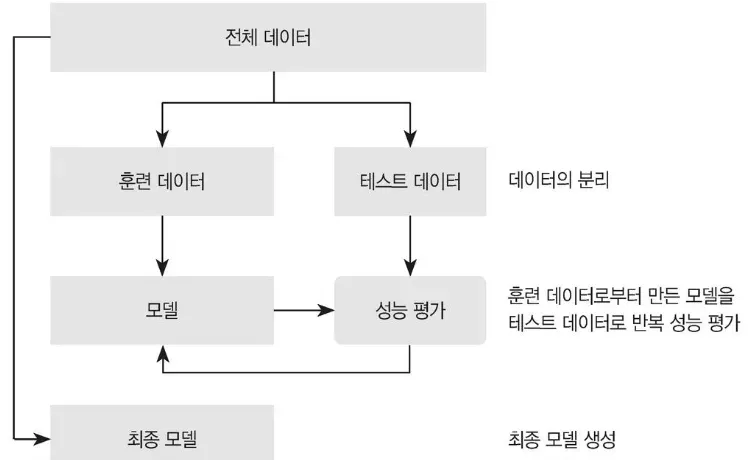 전체 데이터
훈련 데이터
테스트 데이터
데이터의 분리
모델
성능 평가
훈련 데이터로부터 만든 모델을
테스트 데이터로 반복 성능 평가
최종 모델
최종 모델 생성